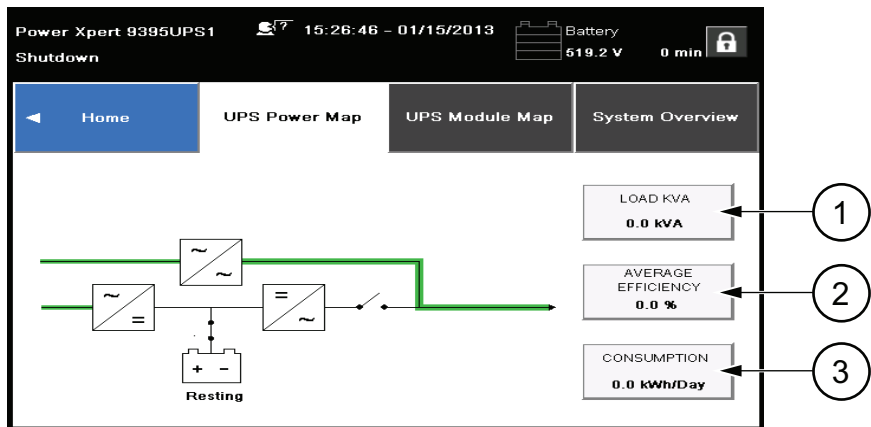 Power Xpert 9395UPS1
Shutdown
? 15:26:46 - 01/15/2013
Battery
519.2 V 0 min
Home
UPS Power Map
UPS Module Map
System Overview
LOAD KVA
0.0 kVA
1
AVERAGE
EFFICIENCY
0.0 %
2
CONSUMPTION
0.0 kWh/Day
3
~
~
~
=
=
~
+ -
Resting